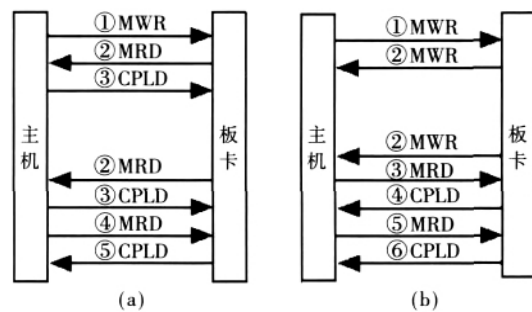 ①MWR
②MRD
③CPLD
主机
板卡
②MRD
③CPLD
④MRD
⑤CPLD
(a)
①MWR
②MWR
主机
板卡
②MWR
③MRD
④CPLD
⑤MRD
⑥CPLD
(b)